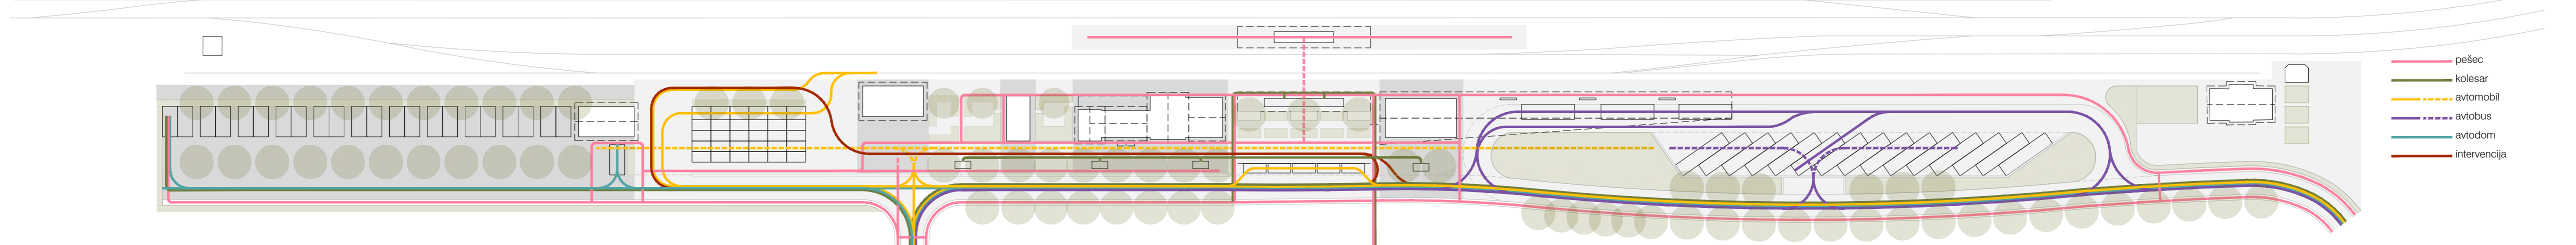 pešec
kolesar
avtomobil
avtobus
avtodom
intervencija